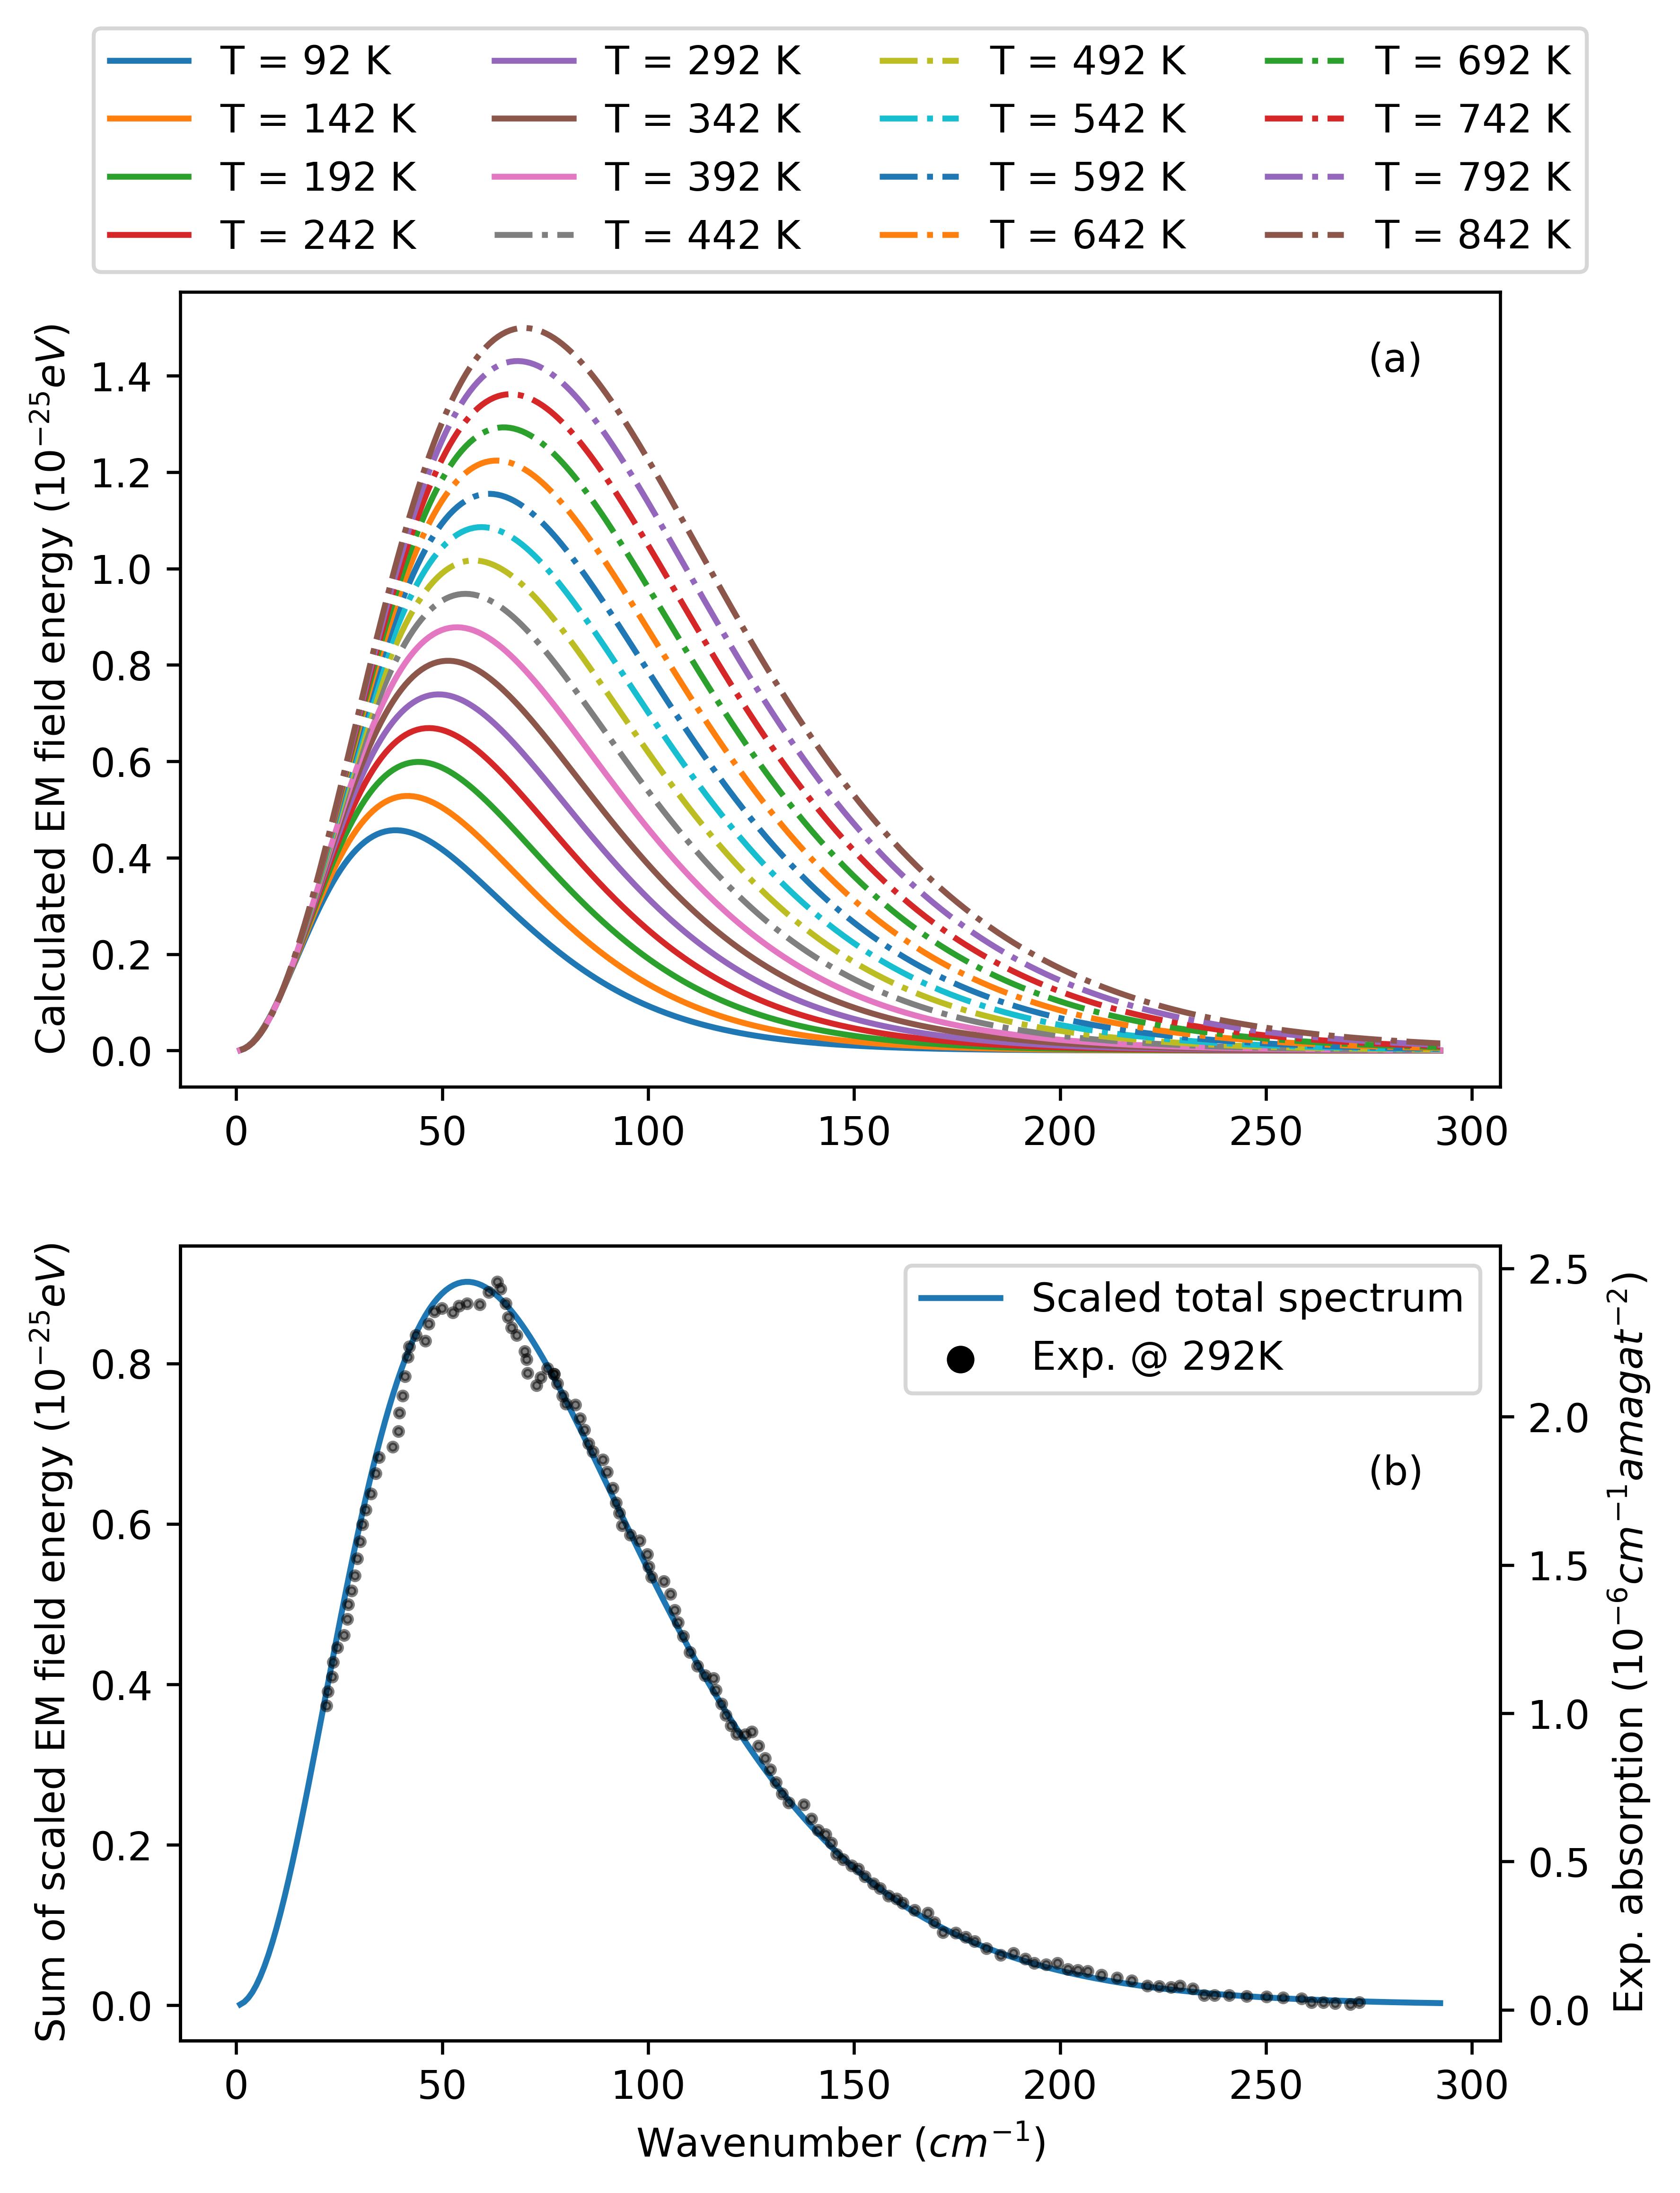 T = 92 K
T = 142 K
T = 192 K
T = 242 K
T = 292 K
T = 342 K
T = 392 K
T = 442 K
T = 492 K
T = 542 K
T = 592 K
T = 642 K
T = 692 K
T = 742 K
T = 792 K
T = 842 K
(a)
Calculated EM field energy (10⁻²⁵eV)
1.4
1.2
1.0
0.8
0.6
0.4
0.2
0.0
0 50 100 150 200 250 300
Scaled total spectrum
Exp. @ 292K
(b)
Sum of scaled EM field energy (10⁻²⁵eV)
0.8
0.6
0.4
0.2
0.0
2.5
2.0
1.5
1.0
0.5
0.0
Exp. absorption (10⁻⁶cm⁻¹amagat⁻²)
0 50 100 150 200 250 300
Wavenumber (cm⁻¹)